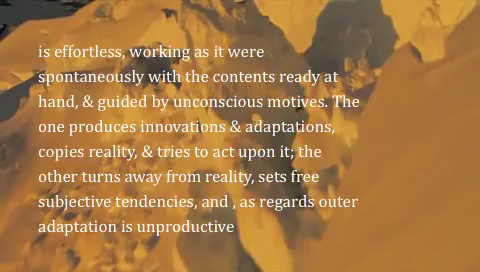 is effortless, working as it were
spontaneously with the contents ready at
hand, & guided by unconscious motives. The
one produces innovations & adaptations,
copies reality, & tries to act upon it; the
other turns away from reality, sets free
subjective tendencies, and , as regards outer
adaptation is unproductive